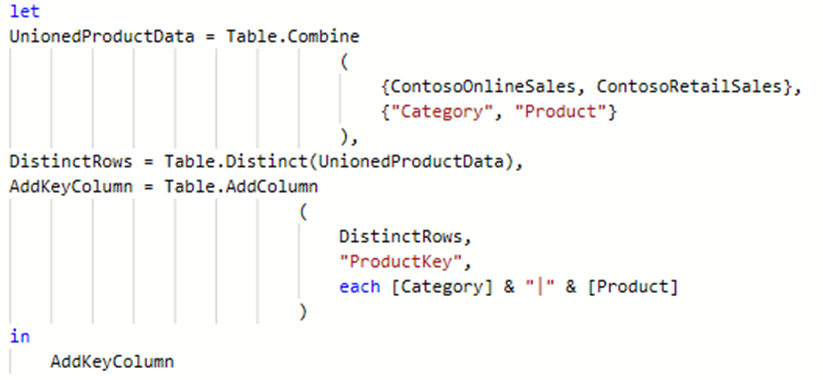 let
UnionedProductData = Table.Combine
(
{ContosoOnlineSales, ContosoRetailSales},
{"Category", "Product"}
),
DistinctRows = Table.Distinct(UnionedProductData),
AddKeyColumn = Table.AddColumn
(
DistinctRows,
"ProductKey",
each [Category] & "|" & [Product]
)
in
AddKeyColumn